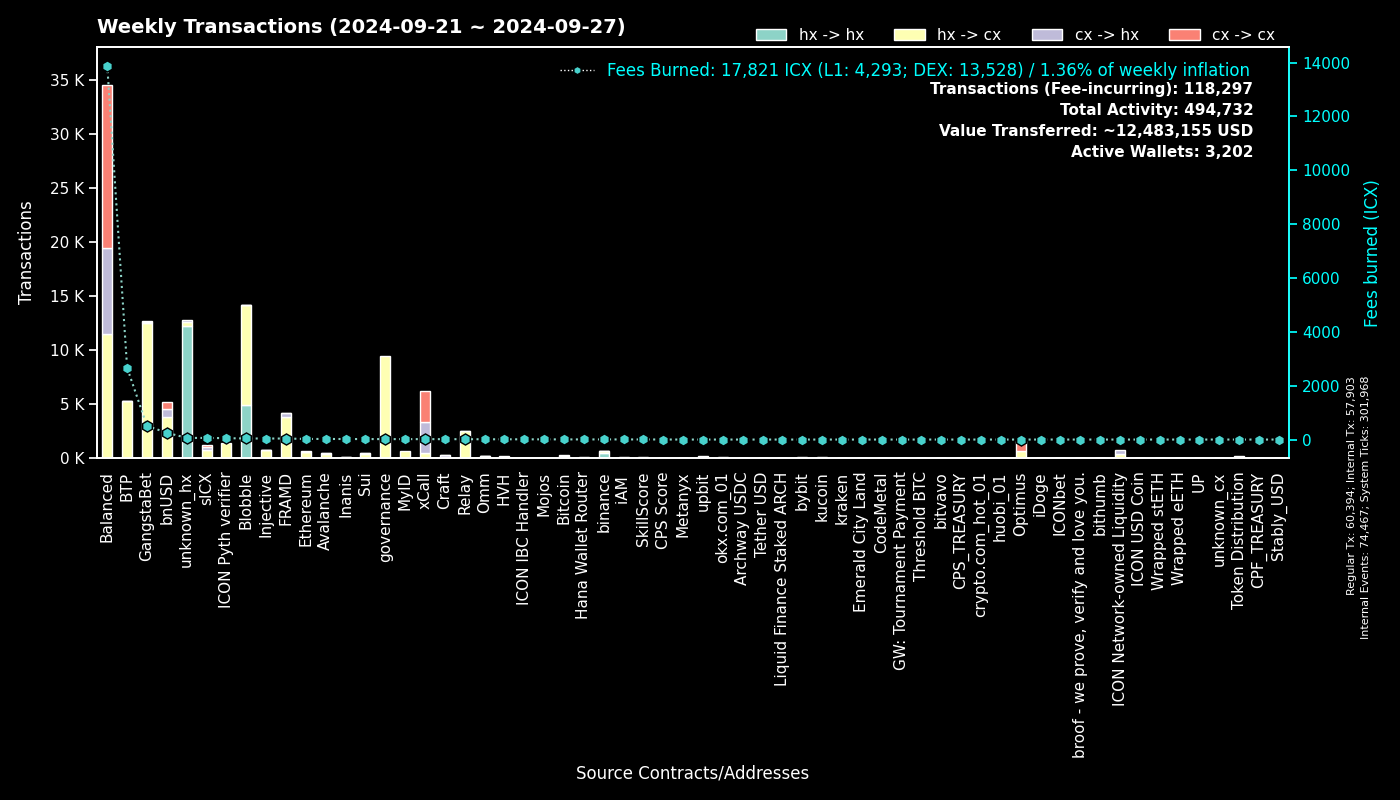 Weekly Transactions (2024-09-21 ~ 2024-09-27)
hx -> hx
hx -> cx
cx -> hx
cx -> cx
Fees Burned: 17,821 ICX (L1: 4,293; DEX: 13,528) / 1.36% of weekly inflation
Transactions (Fee-incurring): 118,297
Total Activity: 494,732
Value Transferred: ~12,483,155 USD
Active Wallets: 3,202
Transactions
35 K
30 K
25 K
20 K
15 K
10 K
5 K
0 K
14000
12000
10000
8000
6000
4000
2000
0
Fees burned (ICX)
Regular Tx: 60,394; Internal Tx: 57,903
Internal Events: 74,467; System Ticks: 301,968
Balanced
BTP
GangstaBet
bnUSD
unknown_hx
sICX
ICON Pyth verifier
Blobble
Injective
FRAMD
Ethereum
Avalanche
Inanis
Sui
governance
MyID
xCall
Craft
Relay
Omm
HVH
ICON IBC Handler
Mojos
Bitcoin
Hana Wallet Router
binance
iAM
SkillScore
CPS Score
Metanyx
upbit
okx.com_01
Archway USDC
Tether_USD
Liquid Finance Staked ARCH
bybit
kucoin
kraken
Emerald City Land
CodeMetal
GW: Tournament Payment
Threshold BTC
bitvavo
CPS_TREASURY
crypto.com_hot_01
huobi_01
Optimus
iDoge
ICONbet
broof - we prove, verify and love you.
bithumb
ICON Network-owned Liquidity
ICON USD Coin
Wrapped stETH
Wrapped eETH
UP
unknown_cx
Token Distribution
CPF_TREASURY
Stably_USD
Source Contracts/Addresses